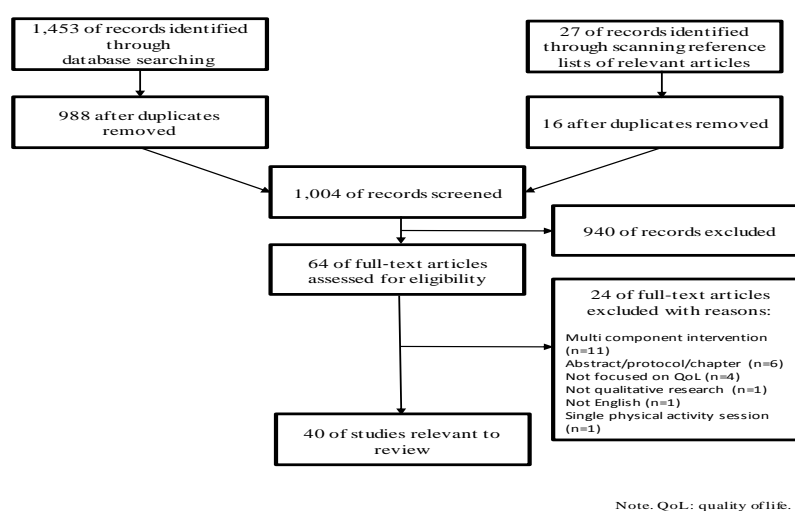 1,453 of records identified
through
database searching
27 of records identified
through scanning reference
lists of relevant articles
988 after duplicates
removed
16 after duplicates removed
1,004 of records screened
940 of records excluded
64 of full-text articles
assessed for eligibility
24 of full-text articles
excluded with reasons:
Multi component intervention
(n=11)
Abstract/protocol/chapter (n=6)
Not focused on QoL (n=4)
Not qualitative research (n=1)
Not English (n=1)
Single physical activity session
(n=1)
40 of studies relevant to
review
Note. QoL: quality of life.